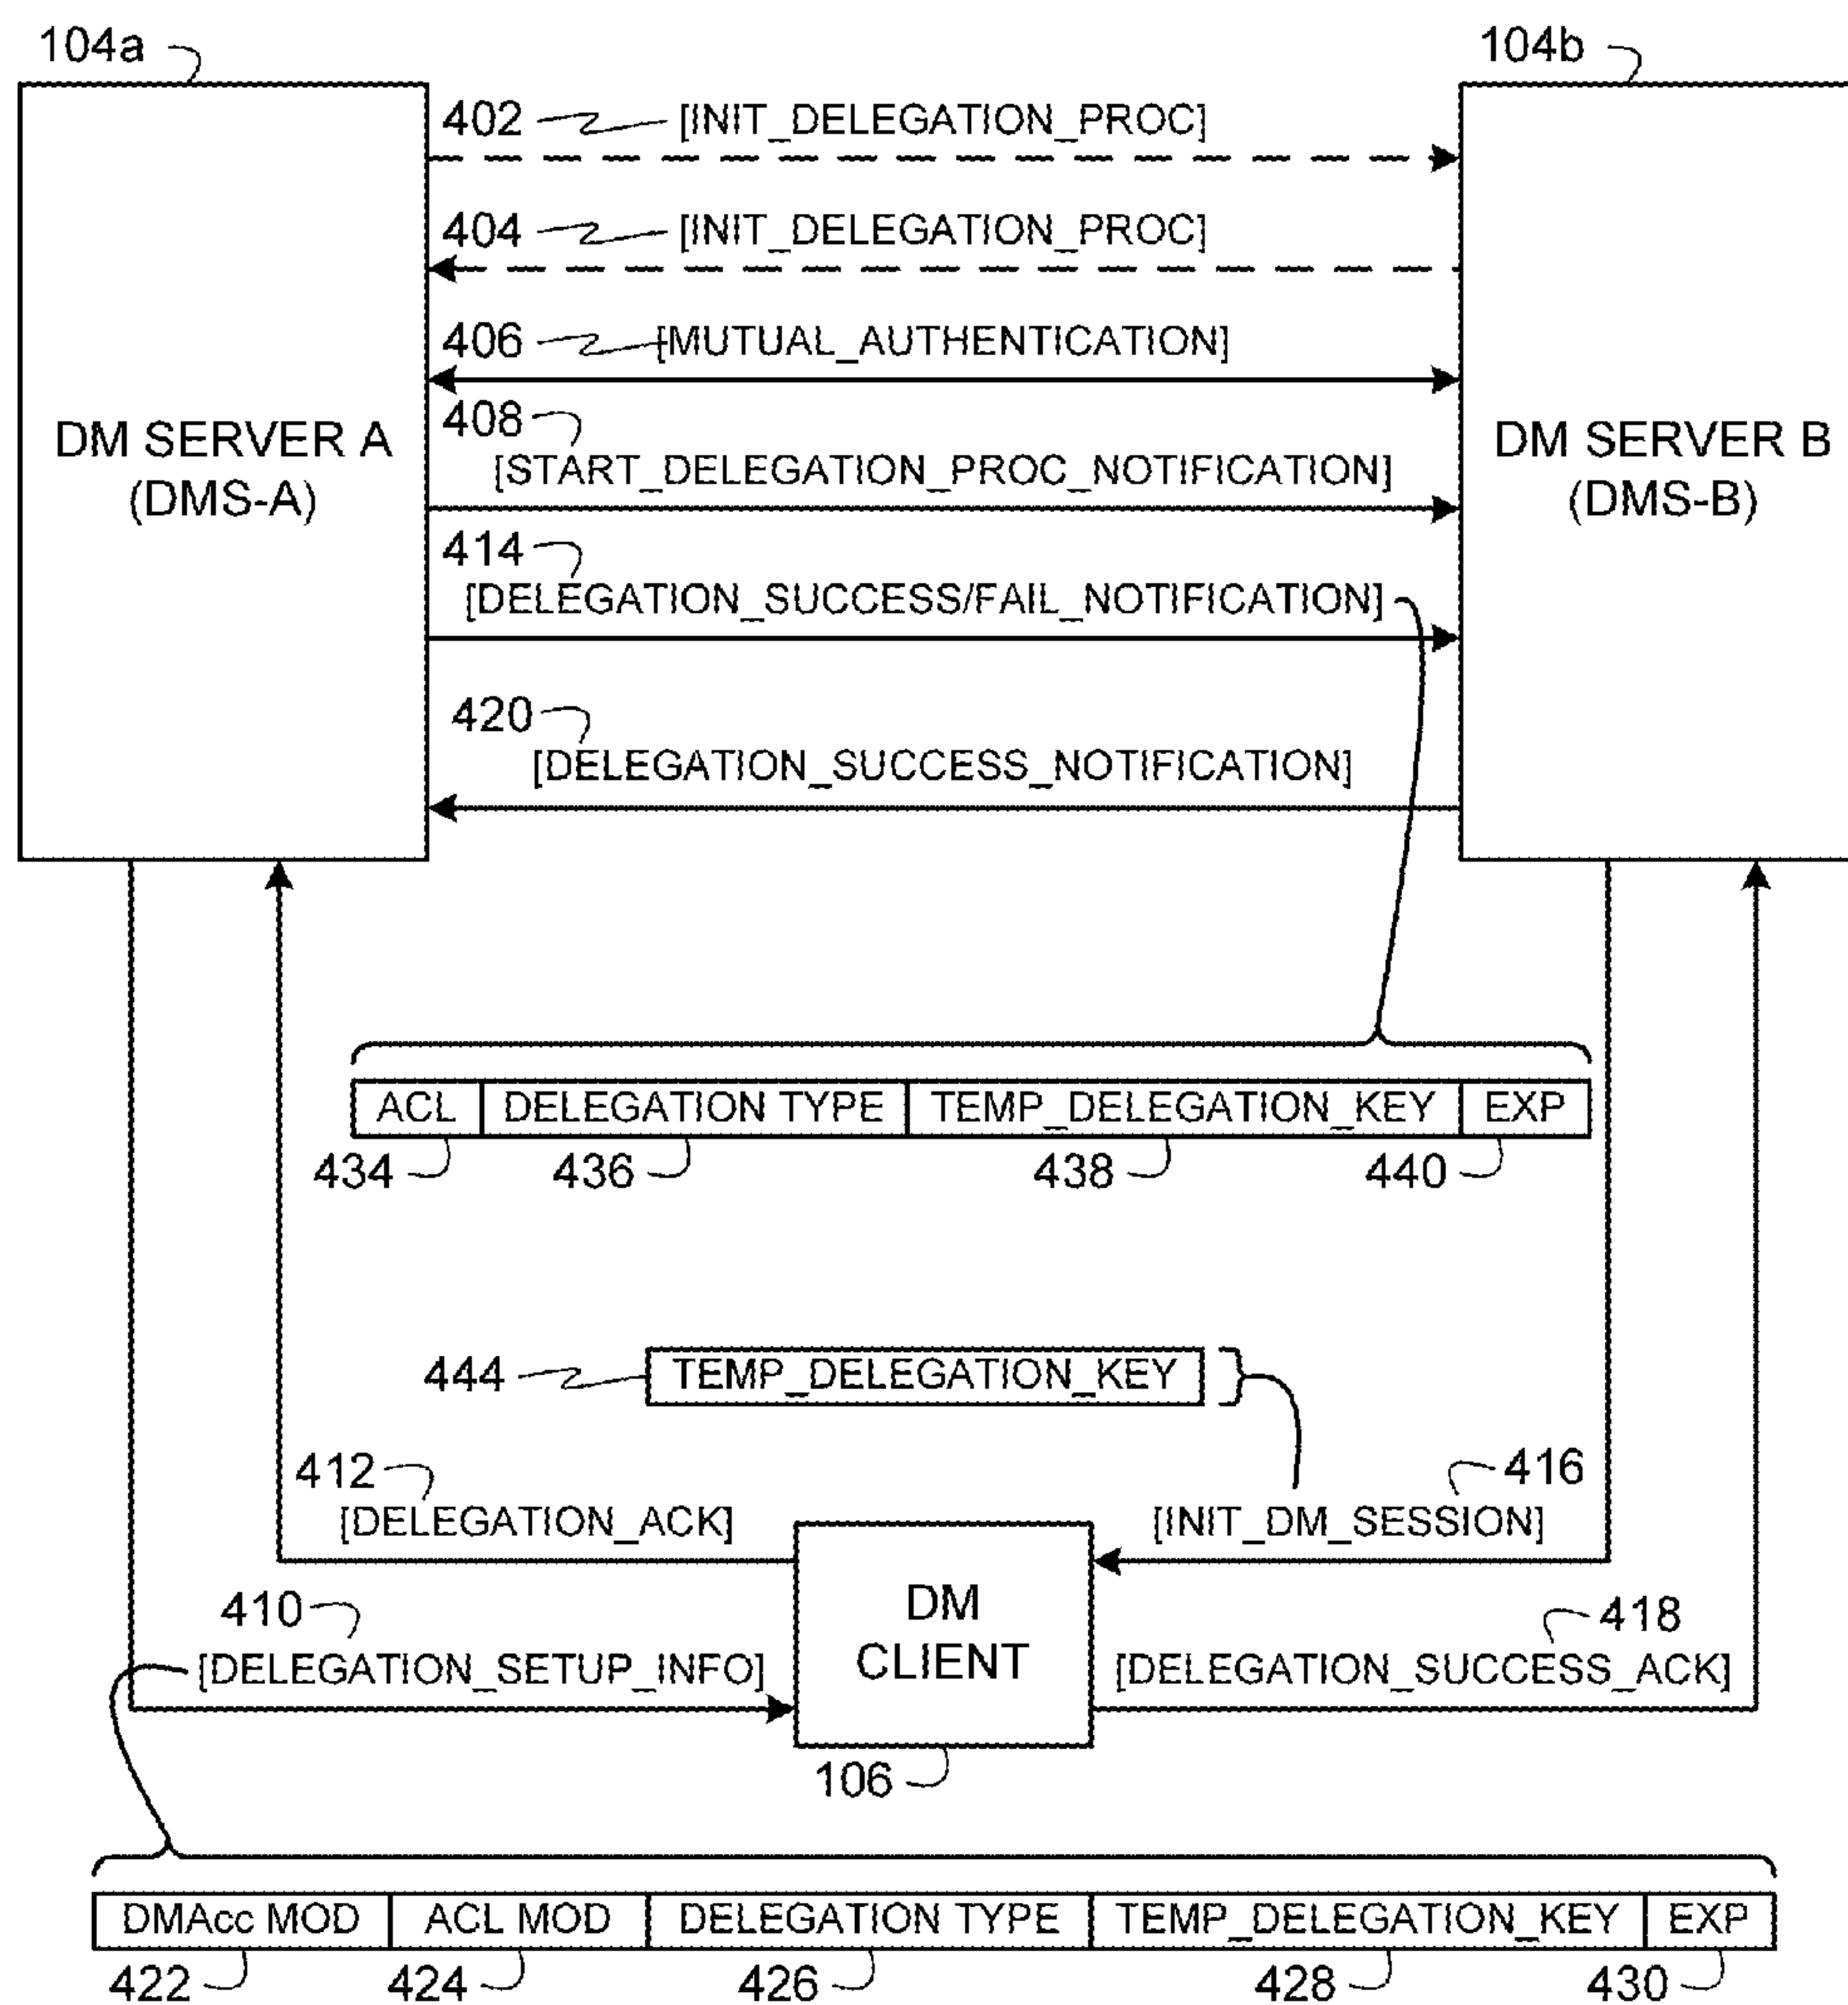 104a
104b
402 [INIT_DELEGATION_PROC]
404 [INIT_DELEGATION_PROC]
406 [MUTUAL_AUTHENTICATION]
408
[START_DELEGATION_PROC_NOTIFICATION]
DM SERVER A
(DMS-A)
DM SERVER B
(DMS-B)
414
[DELEGATION_SUCCESS/FAIL_NOTIFICATION]
420
[DELEGATION_SUCCESS_NOTIFICATION]
ACL DELEGATION TYPE TEMP_DELEGATION_KEY EXP
434 436 438 440
444 TEMP_DELEGATION_KEY
412
[DELEGATION_ACK]
416
[INIT_DM_SESSION]
DM
CLIENT
106
410
[DELEGATION_SETUP_INFO]
418
[DELEGATION_SUCCESS_ACK]
DMAcc MOD ACL MOD DELEGATION TYPE TEMP_DELEGATION_KEY EXP
422 424 426 428 430